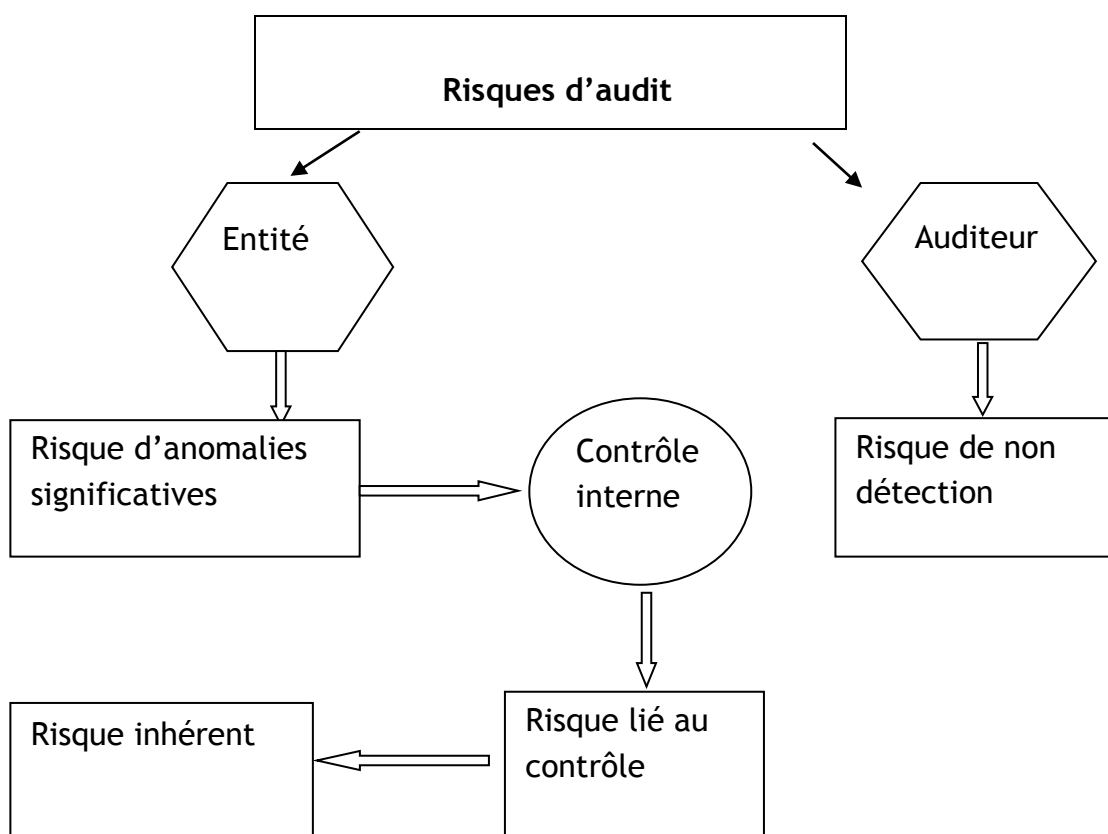 Risques d’audit
Entité
Auditeur
Risque d’anomalies
significatives
Contrôle
interne
Risque de non
détection
Risque inhérent
Risque lié au
contrôle